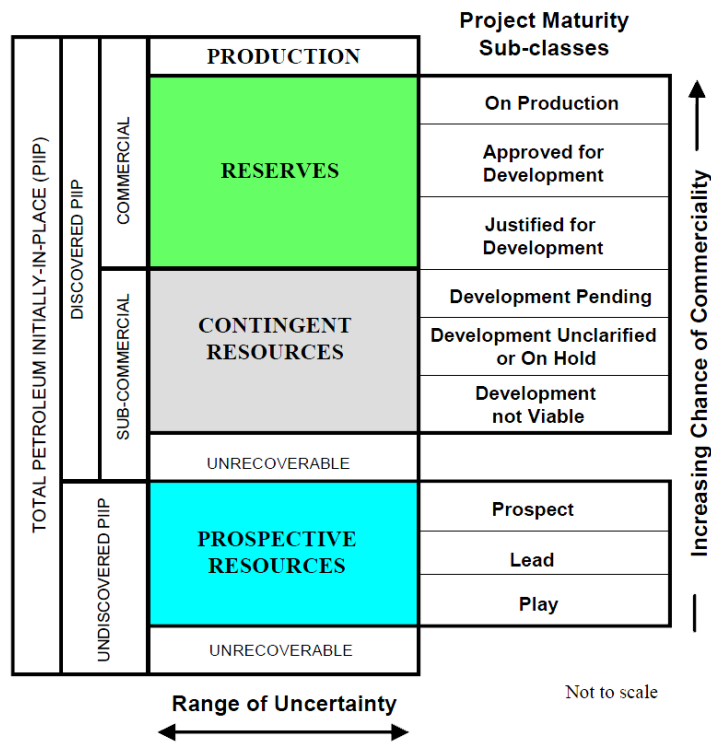 Project Maturity
Sub-classes
PRODUCTION
On Production
RESERVES
Approved for
Development
Justified for
Development
COMMERCIAL
DISCOVERED PIIP
TOTAL PETROLEUM INITIALLY-IN-PLACE (PIIP)
SUB-COMMERCIAL
CONTINGENT
RESOURCES
Development Pending
Development Unclarified
or On Hold
Development
not Viable
UNRECOVERABLE
UNDISCOVERED PIIP
PROSPECTIVE
RESOURCES
Prospect
Lead
Play
UNRECOVERABLE
Increasing Chance of Commerciality
Range of Uncertainty
Not to scale